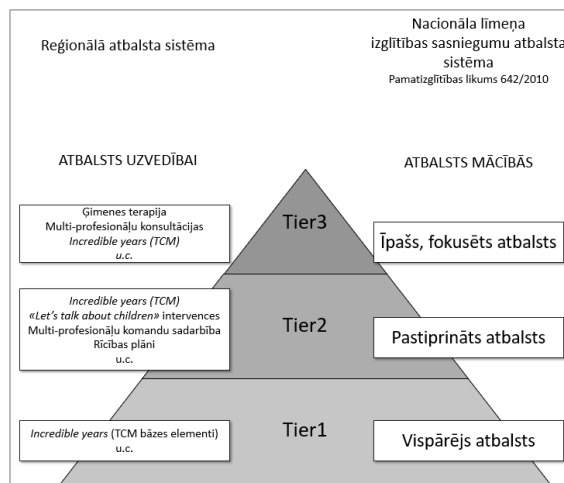 Reģionālā atbalsta sistēma
Nacionāla līmeņa
izglītības sasniegumu atbalsta
sistēma
Pamatizglītības likums 642/2010
ATBALSTS UZVEDĪBAI
ATBALSTS MĀCĪBĀS
Ģimenes terapija
Multi-profesionāļu konsultācijas
Incredible years (TCM)
u.c.
Tier3
Īpašs, fokusēts atbalsts
Incredible years (TCM)
«Let's talk about children» intervences
Multi-profesionāļu komandu sadarbība
Rīcības plāni
u.c.
Tier2
Pastiprināts atbalsts
Incredible years (TCM bāzes elementi)
u.c.
Tier1
Vispārējs atbalsts